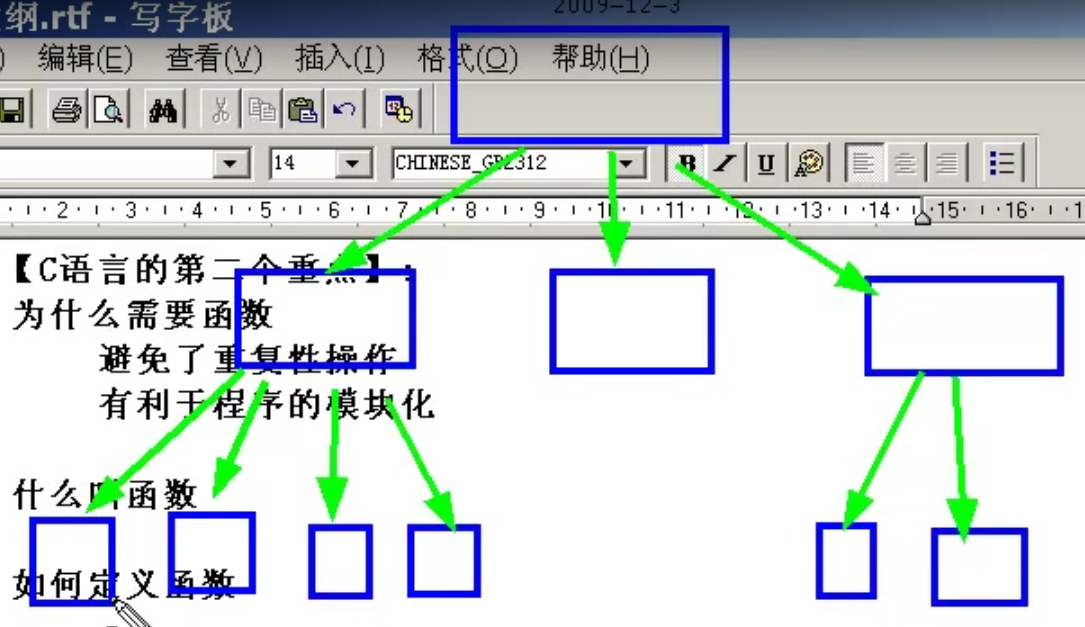 2009-12-3
纲.rtf - 写字板
) 编辑(E) 查看(V) 插入(I) 格式(O) 帮助(H)
14 CHINESE_GB2312 B I U
2 3 4 5 6 7 8 9 10 11 12 13 14 15 16 1
【C语言的第二个重点】:
为什么需要函数
避免了重复性操作
有利于程序的模块化
什么叫函数
如何定义函数